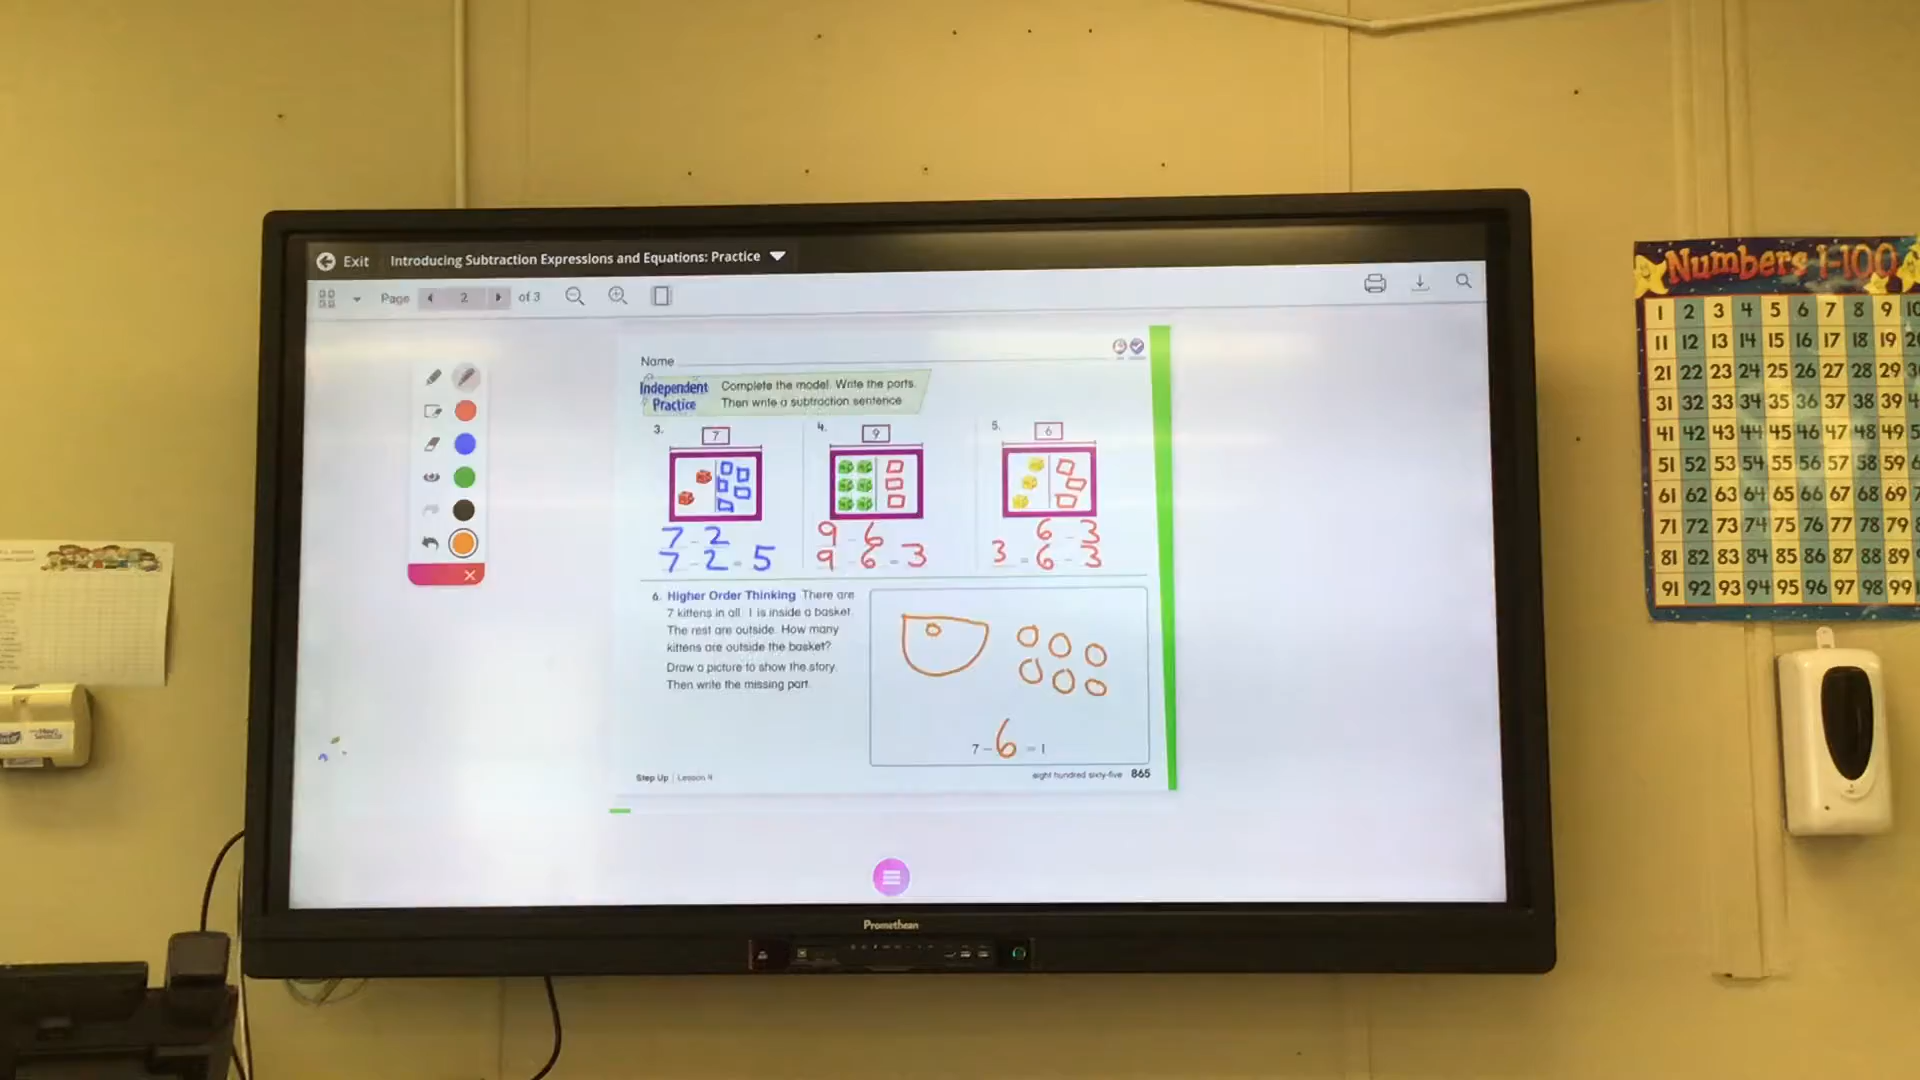 Exit Introducing Subtraction Expressions and Equations: Practice
Page 2 of 3
Name
Independent Practice
Complete the model. Write the parts.
Then write a subtraction sentence
3. 7
7 - 2
7 - 2 = 5
4. 9
9 - 6
9 - 6 = 3
5. 6
6 - 3
3 = 6 - 3
6. Higher Order Thinking There are
7 kittens in all. 1 is inside a basket.
The rest are outside. How many
kittens are outside the basket?
Draw a picture to show the story.
Then write the missing part.
7 - 6 = 1
Step Up | Lesson 4
eight hundred sixty-five 865
Promethean
Numbers 1-100
1 2 3 4 5 6 7 8 9 10
11 12 13 14 15 16 17 18 19
21 22 23 24 25 26 27 28 29
31 32 33 34 35 36 37 38 39
41 42 43 44 45 46 47 48 49
51 52 53 54 55 56 57 58 59
61 62 63 64 65 66 67 68 69
71 72 73 74 75 76 77 78 79
81 82 83 84 85 86 87 88 89
91 92 93 94 95 96 97 98 99